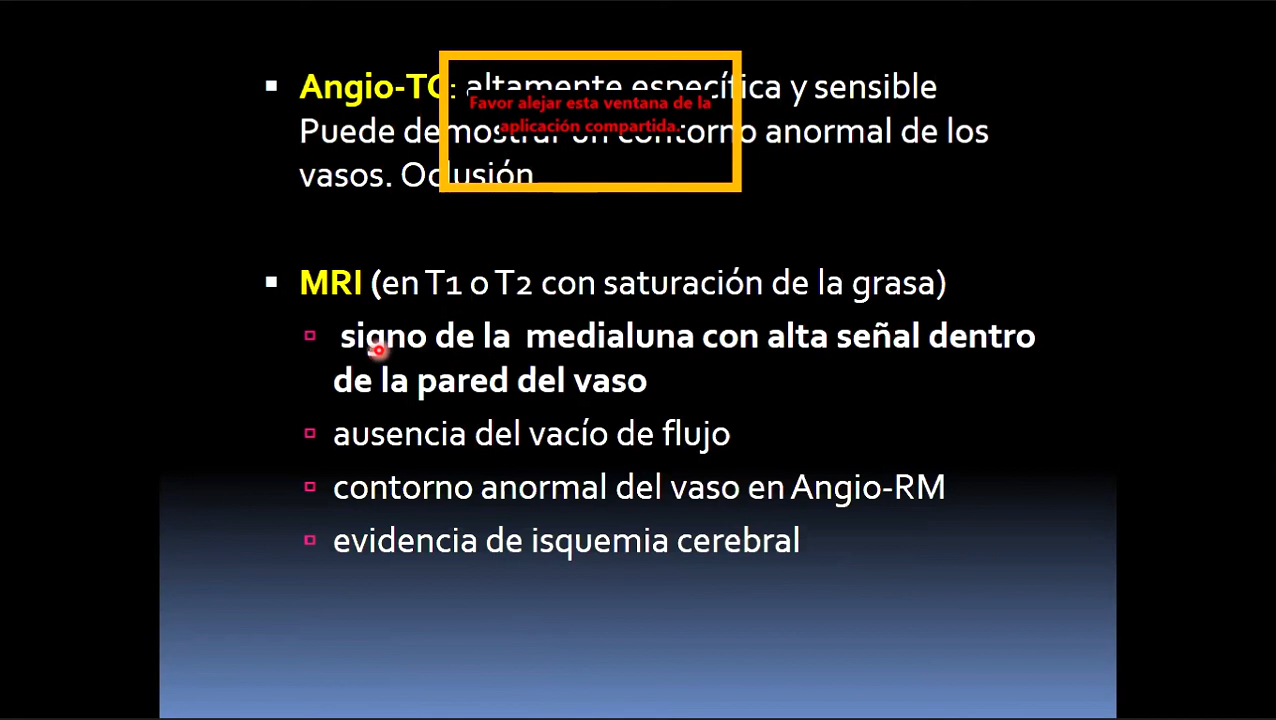 Angio-TC: altamente específica y sensible
Puede demostrar un contorno anormal de los
vasos. Oclusión
Favor alejar esta ventana de la
aplicación compartida.
MRI (en T1 o T2 con saturación de la grasa)
signo de la medialuna con alta señal dentro
de la pared del vaso
ausencia del vacío de flujo
contorno anormal del vaso en Angio-RM
evidencia de isquemia cerebral